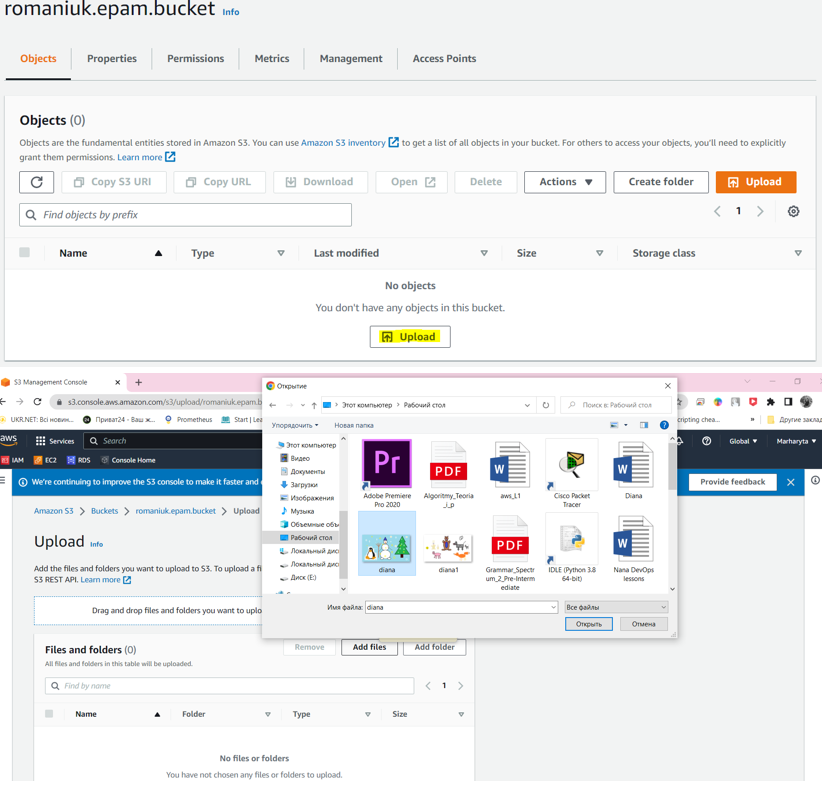 romaniuk.epam.bucket Info
Objects Properties Permissions Metrics Management Access Points
Objects (0)
Objects are the fundamental entities stored in Amazon S3. You can use Amazon S3 inventory to get a list of all objects in your bucket. For others to access your objects, you'll need to explicitly
grant them permissions. Learn more
Copy S3 URI Copy URL Download Open Delete Actions Create folder Upload
Find objects by prefix 1
Name Type Last modified Size Storage class
No objects
You don't have any objects in this bucket.
Upload
S3 Management Console
s3.console.aws.amazon.com/s3/upload/romaniuk.epam.b
UKR.NET: Всі новин... Приват24 - Ваш ж... Prometheus Start | Lea
cripting chea... » Другие заклад
aws Services Search
Global Marharyta
IAM EC2 RDS Console Home
We're continuing to improve the S3 console to make it faster and
Provide feedback
Amazon S3 Buckets romaniuk.epam.bucket Upload
Upload Info
Add the files and folders you want to upload to S3. To upload a fi
S3 REST API. Learn more
Drag and drop files and folders you want to uplo
Files and folders (0) Remove Add files Add folder
All files and folders in this table will be uploaded.
Find by name 1
Name Folder Type Size
No files or folders
You have not chosen any files or folders to upload.
Открытие
Этот компьютер Рабочий стол Поиск в: Рабочий стол
Упорядочить Новая папка
Этот компьютер
Видео
Документы
Загрузки
Изображения
Музыка
Объемные объ
Рабочий стол
Локальный дис
Локальный дис
Диск (E:)
Pr
Adobe Premiere
Pro 2020
PDF
Algoritmy_Teoria
_i_p
W
aws_L1
Cisco Packet
Tracer
W
Diana
diana
diana1
PDF
Grammar_Spectr
um_2_Pre-Interm
ediate
IDLE (Python 3.8
64-bit)
W
Nana DevOps
lessons
Имя файла: diana Все файлы
Открыть Отмена